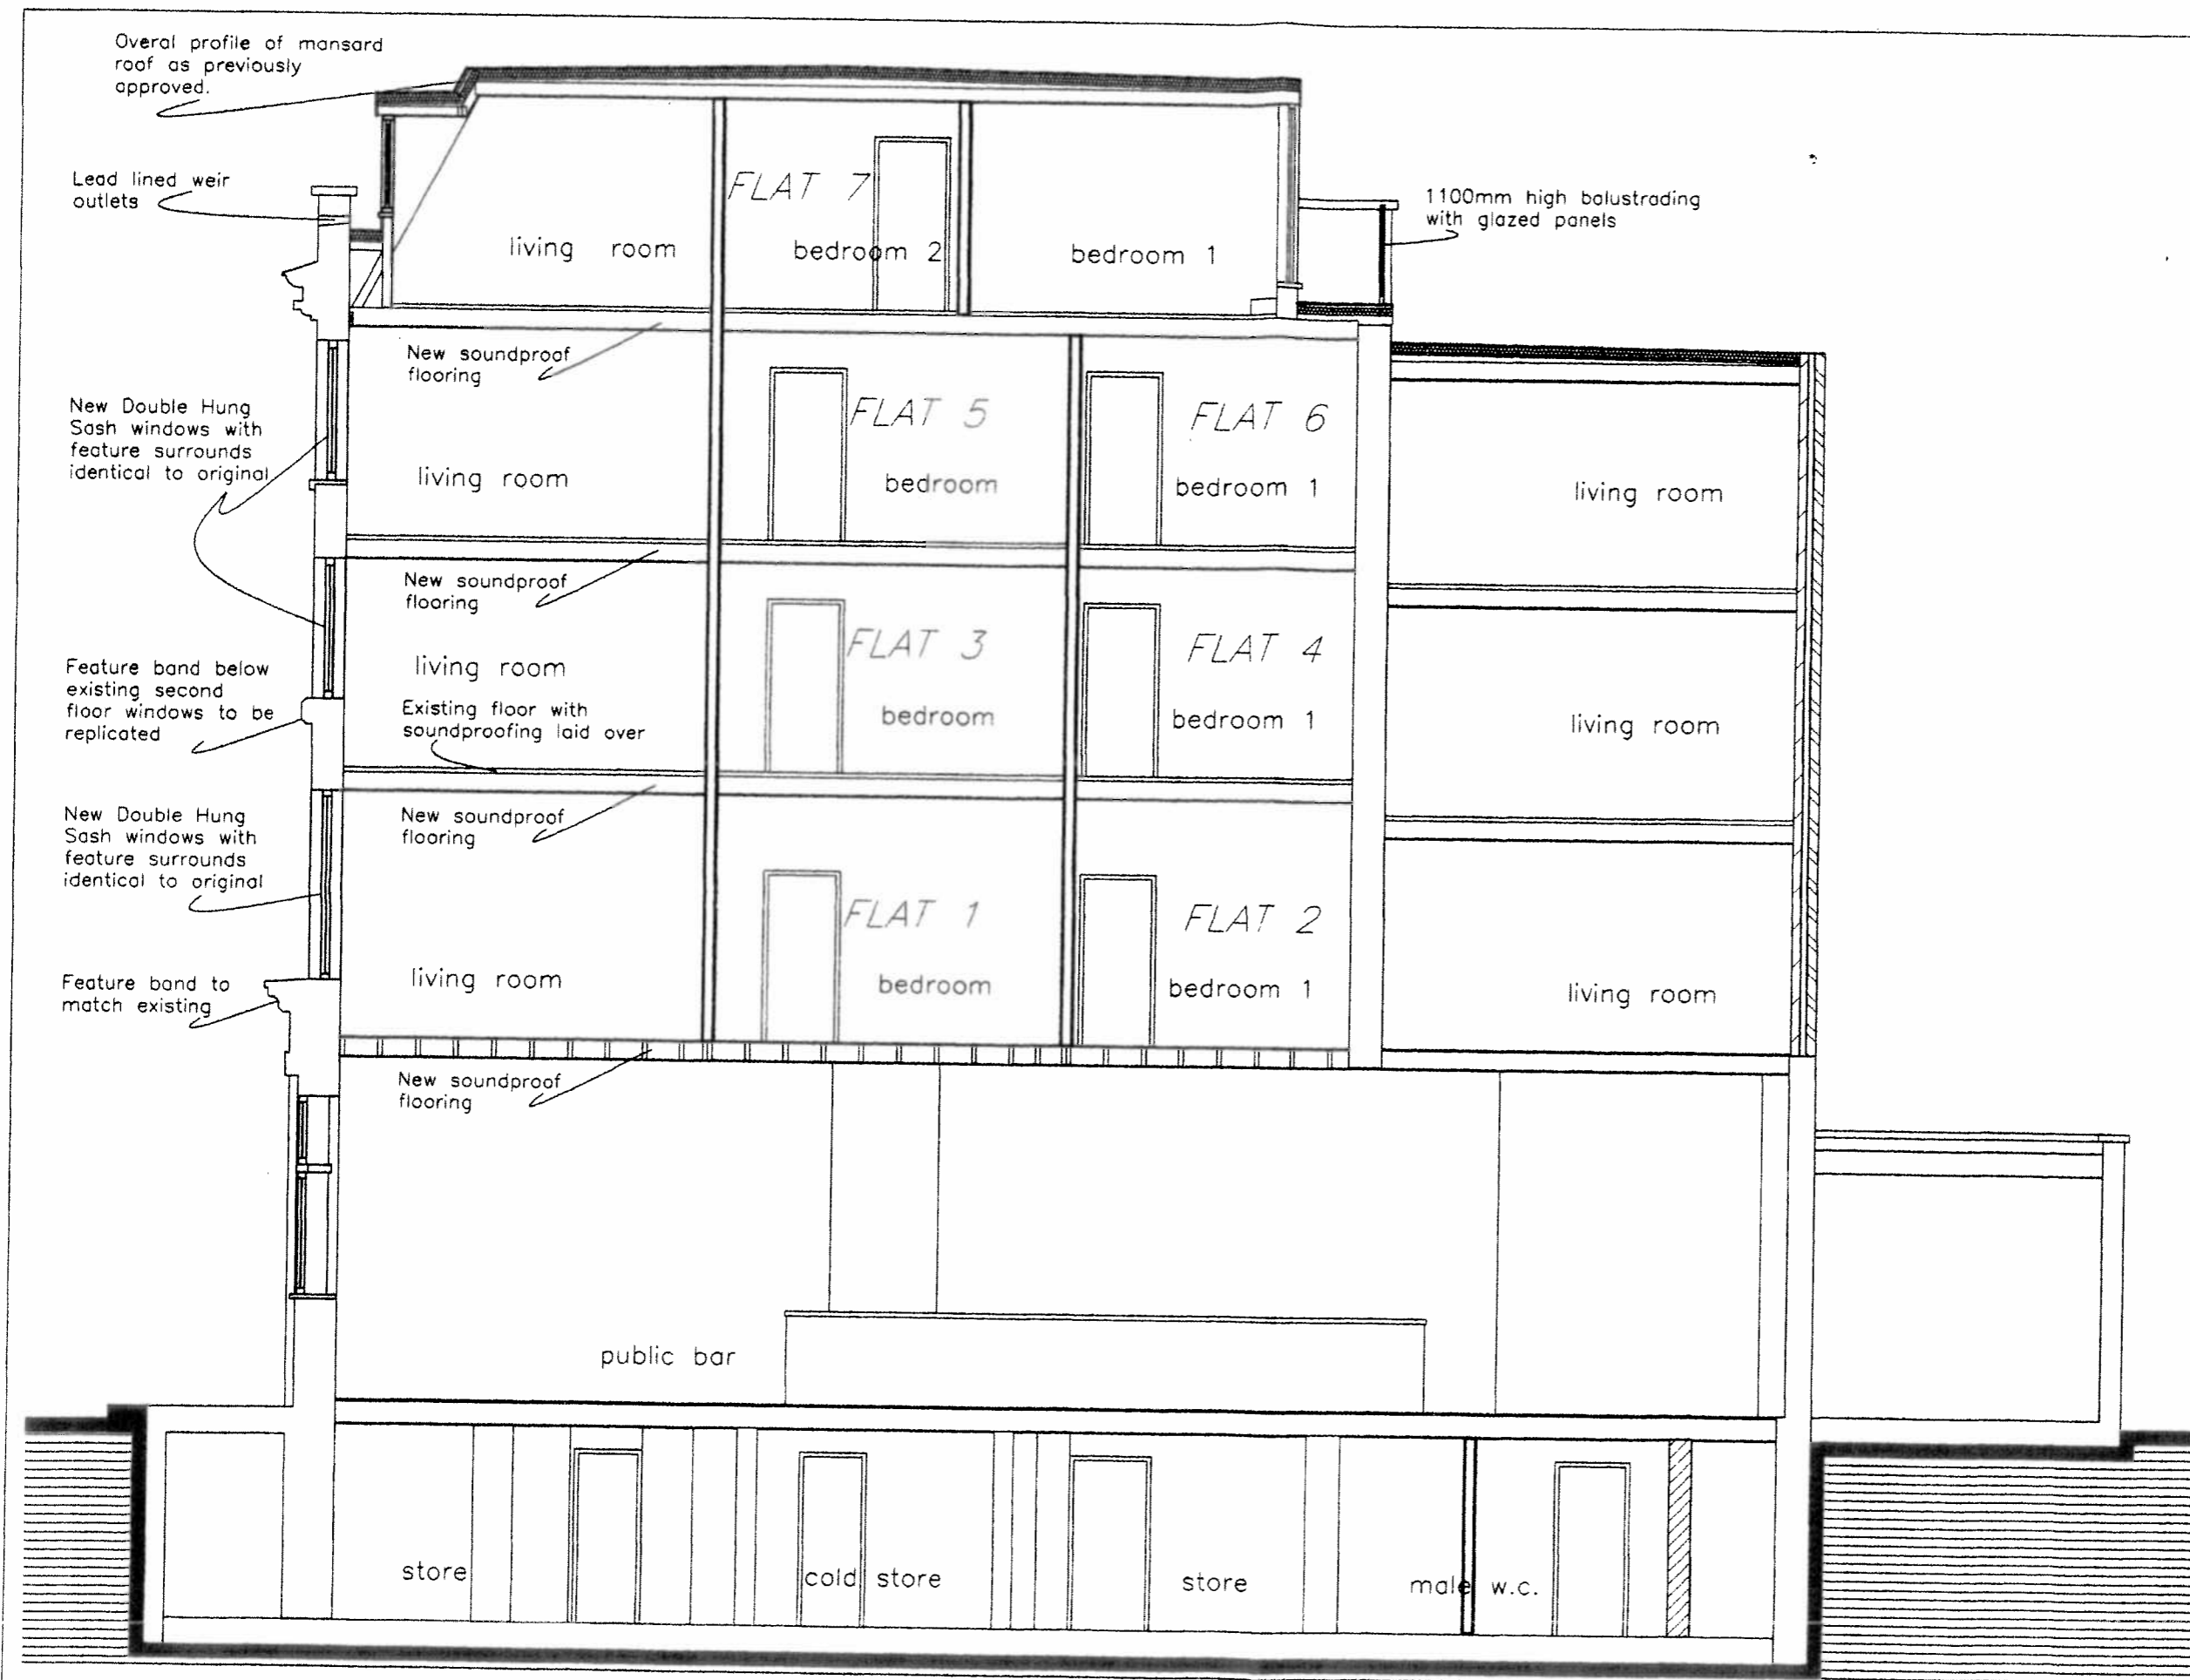 Overal profile of mansard
roof as previously
approved.
Lead lined weir
outlets
FLAT 7
living room
bedroom 2
bedroom 1
1100mm high balustrading
with glazed panels
New soundproof
flooring
New Double Hung
Sash windows with
feature surrounds
identical to original
FLAT 5
FLAT 6
living room
bedroom
bedroom 1
living room
New soundproof
flooring
FLAT 3
FLAT 4
living room
bedroom
bedroom 1
living room
Feature band below
existing second
floor windows to be
replicated
Existing floor with
soundproofing laid over
New Double Hung
Sash windows with
feature surrounds
identical to original
New soundproof
flooring
FLAT 1
FLAT 2
living room
bedroom
bedroom 1
living room
Feature band to
match existing
New soundproof
flooring
public bar
store
cold store
store
male w.c.